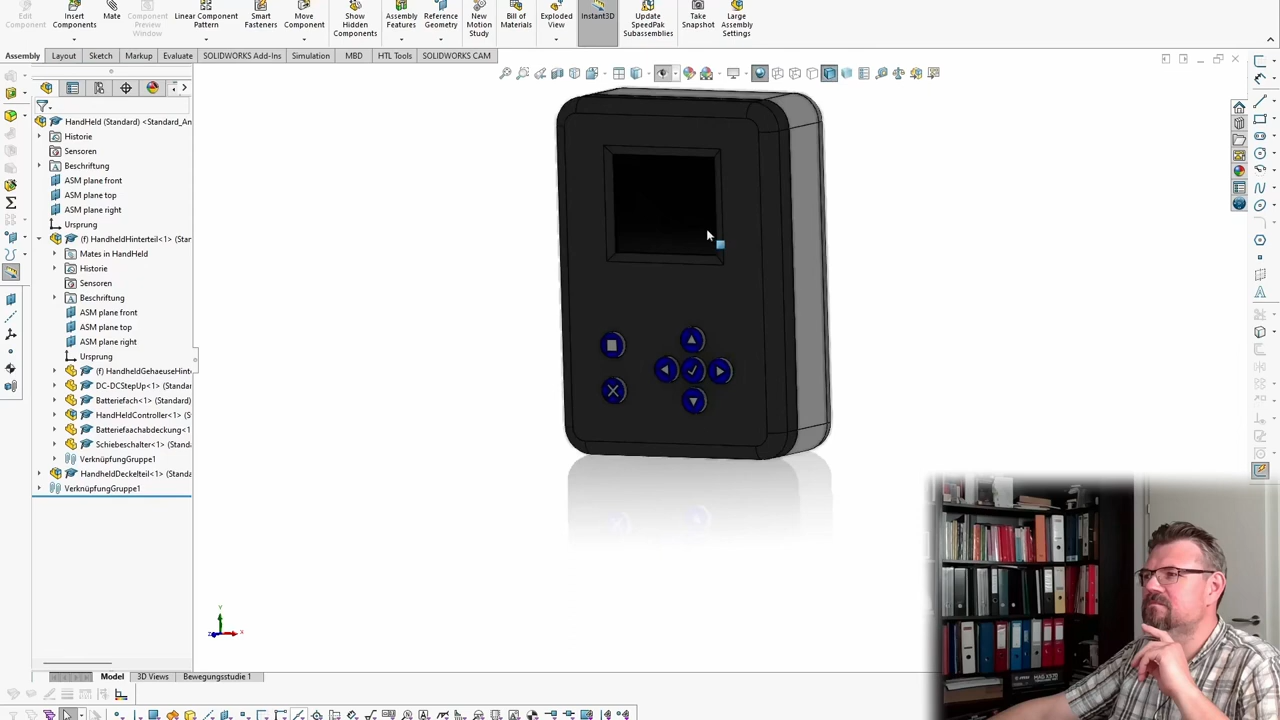 Edit
Component
Insert
Components
Mate
Component
Preview
Window
Linear Component
Pattern
Smart
Fasteners
Move
Component
Show
Hidden
Components
Assembly
Features
Reference
Geometry
New
Motion
Study
Bill of
Materials
Exploded
View
Instant3D
Update
SpeedPak
Subassemblies
Take
Snapshot
Large
Assembly
Settings
Assembly Layout Sketch Markup Evaluate SOLIDWORKS Add-Ins Simulation MBD HTL Tools SOLIDWORKS CAM
HandHeld (Standard) <Standard_An
Historie
Sensoren
Beschriftung
ASM plane front
ASM plane top
ASM plane right
Ursprung
(f) HandheldHinterteil<1> (Star
Mates in HandHeld
Historie
Sensoren
Beschriftung
ASM plane front
ASM plane top
ASM plane right
Ursprung
(f) HandheldGehaeuseHint
DC-DCStepUp<1> (Standar
Batteriefach<1> (Standard)
HandHeldController<1> (S
Batteriefaachabdeckung<1
Schiebeschalter<1> (Standa
VerknüpfungGruppe1
HandheldDeckelteil<1> (Standa
VerknüpfungGruppe1
Y
X
Z
Model 3D Views Bewegungsstudie 1